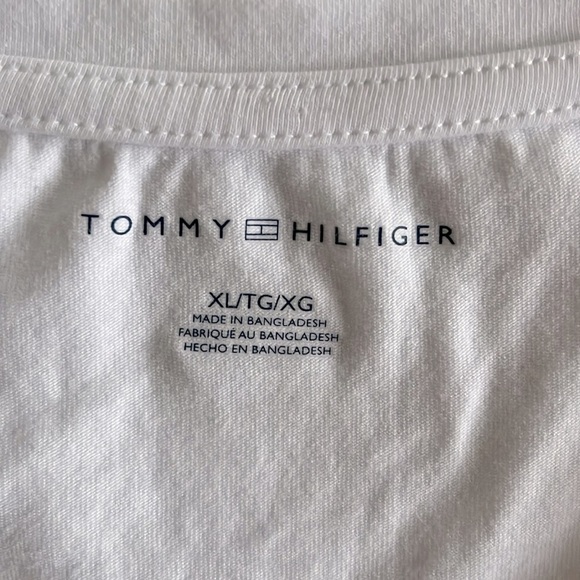 TOMMY HILFIGER
XL/TG/XG
MADE IN BANGLADESH
FABRIQUÉ AU BANGLADESH
HECHO EN BANGLADESH